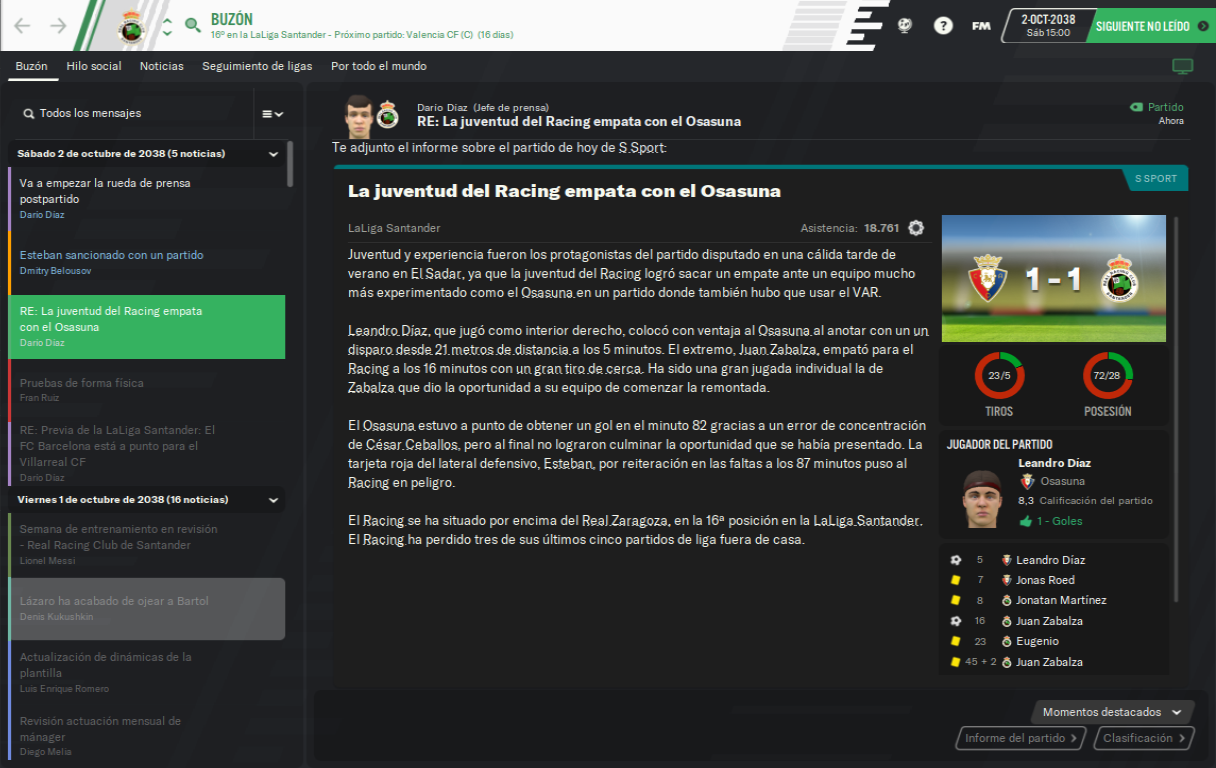 BUZÓN
16º en la LaLiga Santander - Próximo partido: Valencia CF (C) (16 días)
FM
2-OCT-2038
Sáb 15:00
SIGUIENTE NO LEÍDO
Buzón
Hilo social
Noticias
Seguimiento de ligas
Por todo el mundo
Todos los mensajes
Sábado 2 de octubre de 2038 (5 noticias)
Va a empezar la rueda de prensa
postpartido
Darío Díaz
Esteban sancionado con un partido
Dmitry Belousov
RE: La juventud del Racing empata
con el Osasuna
Darío Díaz
Pruebas de forma física
Fran Ruiz
RE: Previa de la LaLiga Santander: El
FC Barcelona está a punto para el
Villarreal CF
Darío Díaz
Viernes 1 de octubre de 2038 (16 noticias)
Semana de entrenamiento en revisión
- Real Racing Club de Santander
Lionel Messi
Lázaro ha acabado de ojear a Bartol
Denis Kukushkin
Actualización de dinámicas de la
plantilla
Luis Enrique Romero
Revisión actuación mensual de
mánager
Diego Melia
Darío Díaz (Jefe de prensa)
RE: La juventud del Racing empata con el Osasuna
Partido
Ahora
Te adjunto el informe sobre el partido de hoy de S Sport:
S SPORT
La juventud del Racing empata con el Osasuna
LaLiga Santander
Asistencia: 18.761
Juventud y experiencia fueron los protagonistas del partido disputado en una cálida tarde de
verano en El Sadar, ya que la juventud del Racing logró sacar un empate ante un equipo mucho
más experimentado como el Osasuna en un partido donde también hubo que usar el VAR.
Leandro Díaz, que jugó como interior derecho, colocó con ventaja al Osasuna al anotar con un un
disparo desde 21 metros de distancia a los 5 minutos. El extremo, Juan Zabalza, empató para el
Racing a los 16 minutos con un gran tiro de cerca. Ha sido una gran jugada individual la de
Zabalza que dio la oportunidad a su equipo de comenzar la remontada.
El Osasuna estuvo a punto de obtener un gol en el minuto 82 gracias a un error de concentración
de César Ceballos, pero al final no lograron culminar la oportunidad que se había presentado. La
tarjeta roja del lateral defensivo, Esteban, por reiteración en las faltas a los 87 minutos puso al
Racing en peligro.
El Racing se ha situado por encima del Real Zaragoza, en la 16ª posición en la LaLiga Santander.
El Racing ha perdido tres de sus últimos cinco partidos de liga fuera de casa.
1 - 1
23/5
TIROS
72/28
POSESIÓN
JUGADOR DEL PARTIDO
Leandro Díaz
Osasuna
8,3 Calificación del partido
1 - Goles
5 Leandro Díaz
7 Jonas Roed
8 Jonatan Martínez
16 Juan Zabalza
23 Eugenio
45 + 2 Juan Zabalza
Momentos destacados
Informe del partido
Clasificación